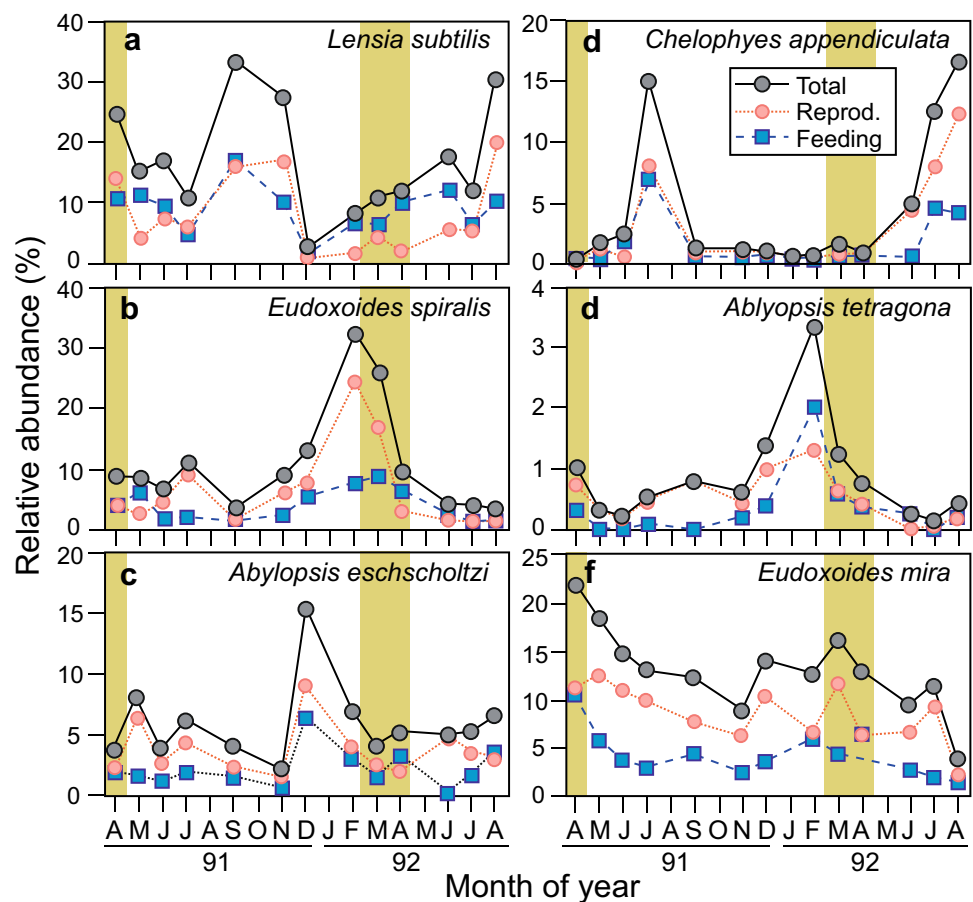 Relative abundance (%)
a
Lensia subtilis
40
30
20
10
0
b
Eudoxoides spiralis
40
30
20
10
0
c
Abylopsis eschscholtzi
20
15
10
5
0
A M J J A S O N D J F M A M J J A
91 92
d
Chelophyes appendiculata
20
15
10
5
0
Total
Reprod.
Feeding
d
Ablyopsis tetragona
4
3
2
1
0
f
Eudoxoides mira
25
20
15
10
5
0
A M J J A S O N D J F M A M J J A
91 92
Month of year